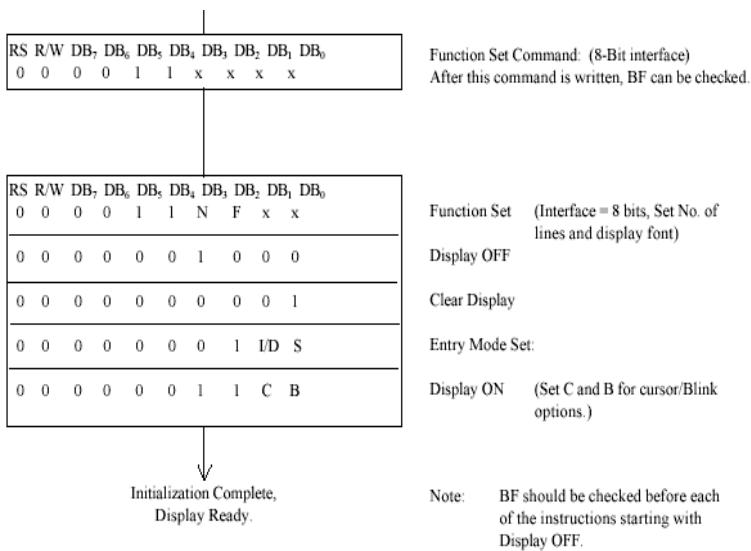 RS R/W DB₇ DB₆ DB₅ DB₄ DB₃ DB₂ DB₁ DB₀
0 0 0 0 1 1 x x x x
Function Set Command: (8-Bit interface)
After this command is written, BF can be checked.
RS R/W DB₇ DB₆ DB₅ DB₄ DB₃ DB₂ DB₁ DB₀
0 0 0 0 1 1 N F x x
Function Set (Interface = 8 bits, Set No. of
lines and display font)
0 0 0 0 0 0 1 0 0 0
Display OFF
0 0 0 0 0 0 0 0 0 1
Clear Display
0 0 0 0 0 0 0 1 I/D S
Entry Mode Set:
0 0 0 0 0 0 1 1 C B
Display ON (Set C and B for cursor/Blink
options.)
Initialization Complete,
Display Ready.
Note: BF should be checked before each
of the instructions starting with
Display OFF.